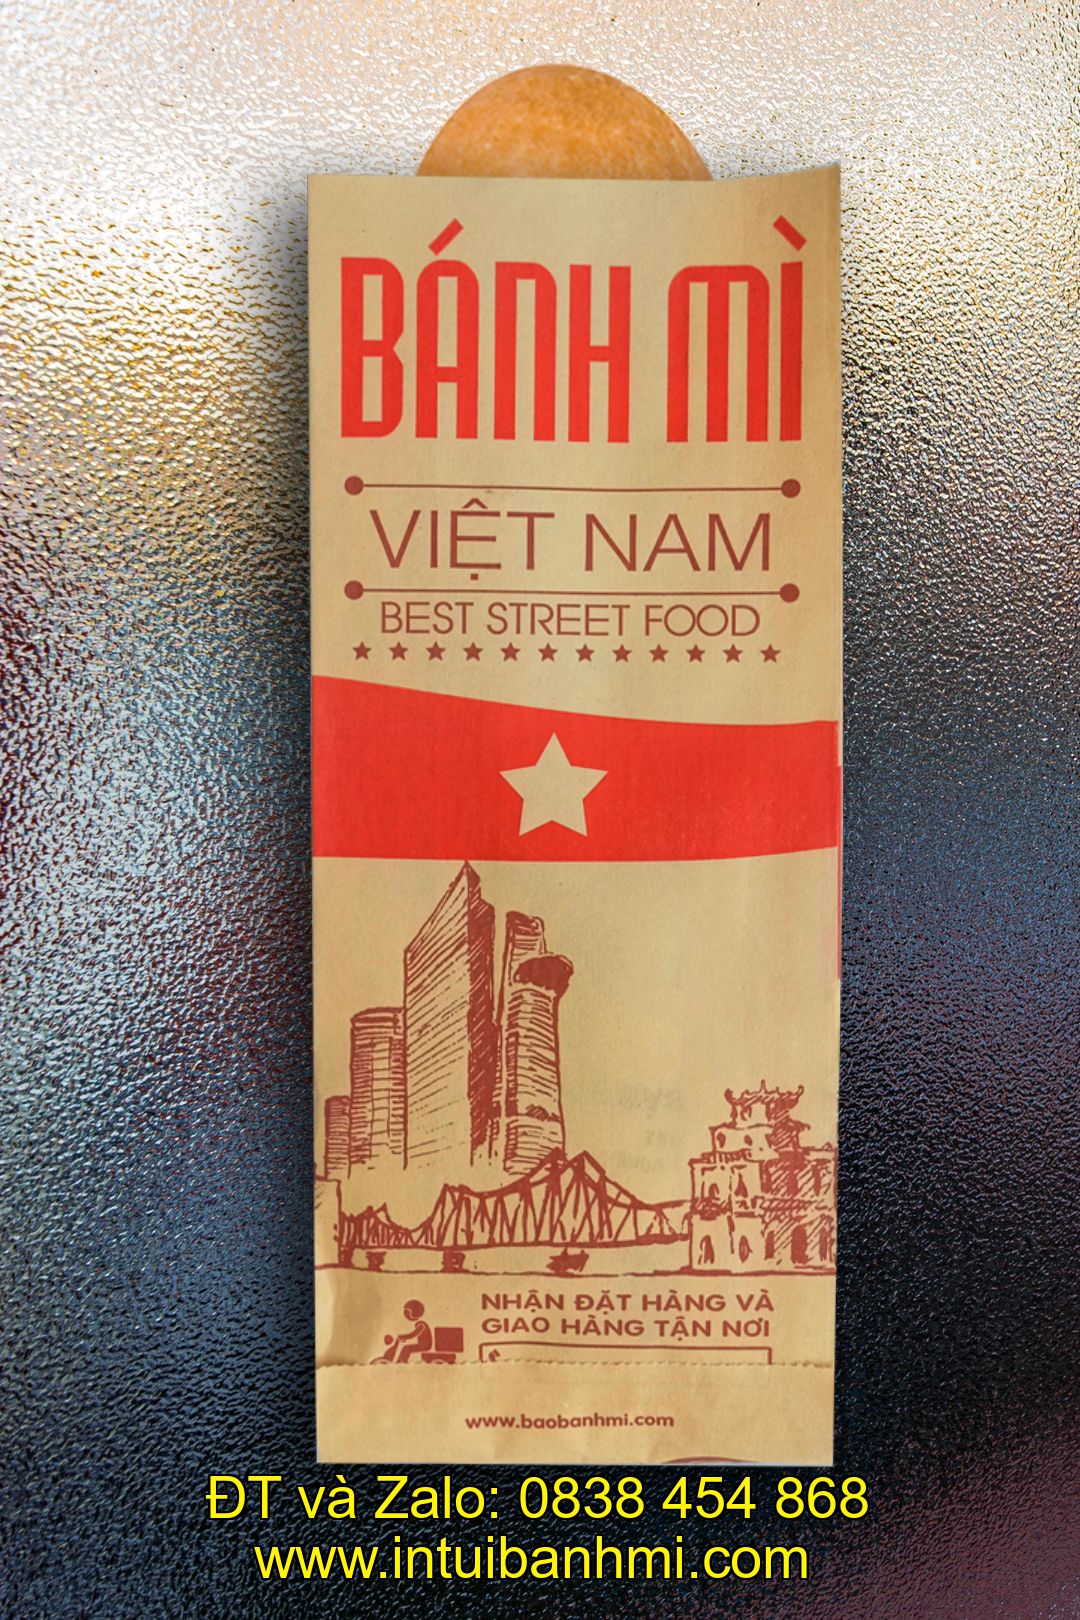 BÁNH MÌ
VIỆT NAM
BEST STREET FOOD
NHẬN ĐẶT HÀNG VÀ
GIAO HÀNG TẬN NƠI
www.baobanhmi.com
ĐT và Zalo: 0838 454 868
www.intuibanhmi.com